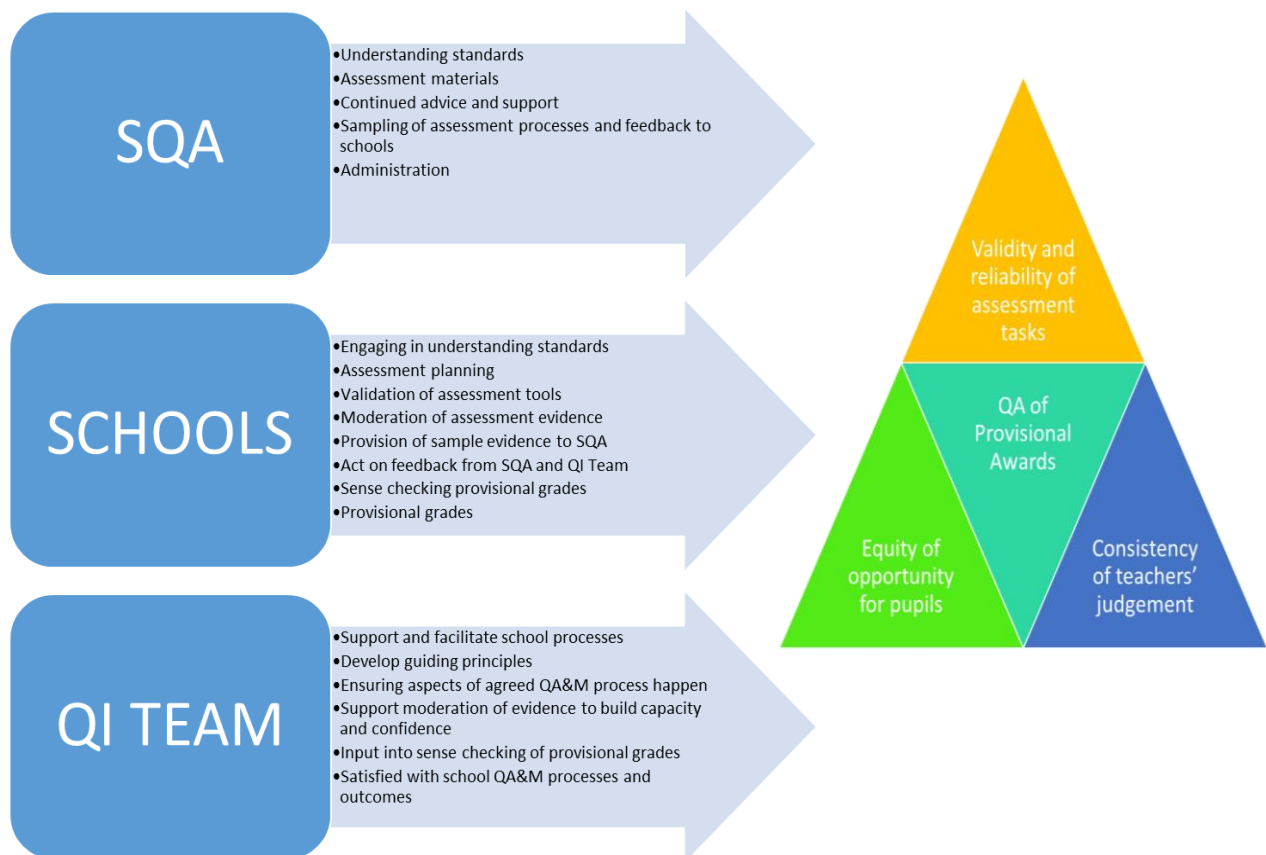 SQA
•Understanding standards
•Assessment materials
•Continued advice and support
•Sampling of assessment processes and feedback to
schools
•Administration
SCHOOLS
•Engaging in understanding standards
•Assessment planning
•Validation of assessment tools
•Moderation of assessment evidence
•Provision of sample evidence to SQA
•Act on feedback from SQA and QI Team
•Sense checking provisional grades
•Provisional grades
QI TEAM
•Support and facilitate school processes
•Develop guiding principles
•Ensuring aspects of agreed QA&M process happen
•Support moderation of evidence to build capacity
and confidence
•Input into sense checking of provisional grades
•Satisfied with school QA&M processes and
outcomes
Validity and
reliability of
assessment
tasks
QA of
Provisional
Awards
Equity of
opportunity
for pupils
Consistency
of teachers’
judgement